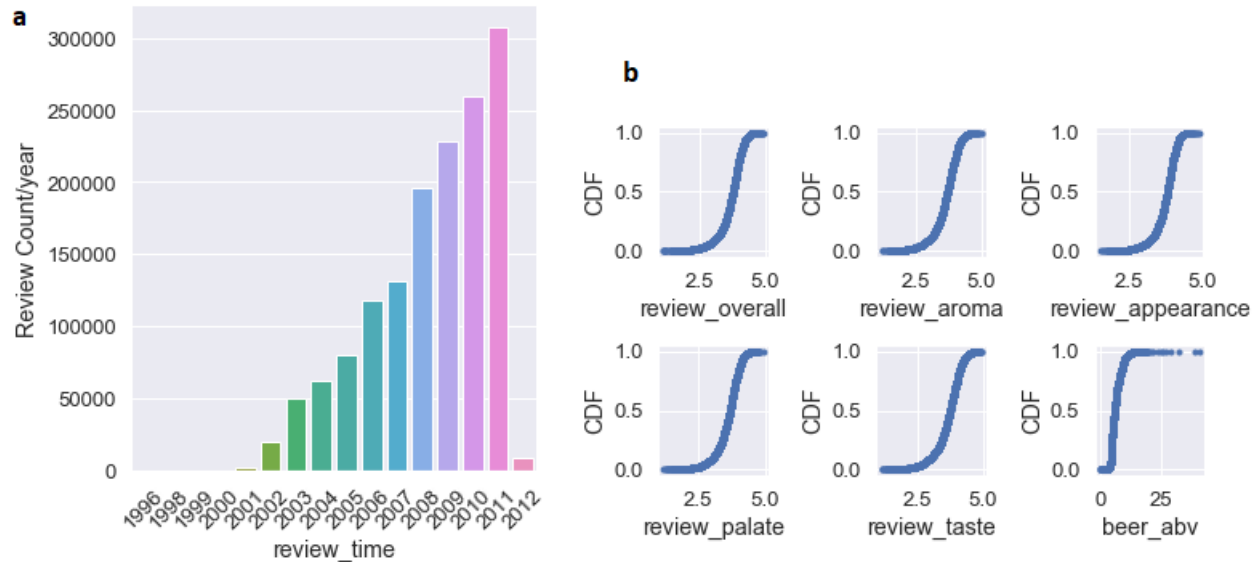 a
300000
250000
200000
150000
100000
50000
0
Review Count/year
1996
1998
1999
2000
2001
2002
2003
2004
2005
2006
2007
2008
2009
2010
2011
2012
review_time
b
1.0
0.5
0.0
CDF
2.5 5.0
review_overall
1.0
0.5
0.0
CDF
2.5 5.0
review_aroma
1.0
0.5
0.0
CDF
2.5 5.0
review_appearance
1.0
0.5
0.0
CDF
2.5 5.0
review_palate
1.0
0.5
0.0
CDF
2.5 5.0
review_taste
1.0
0.5
0.0
CDF
0 25
beer_abv